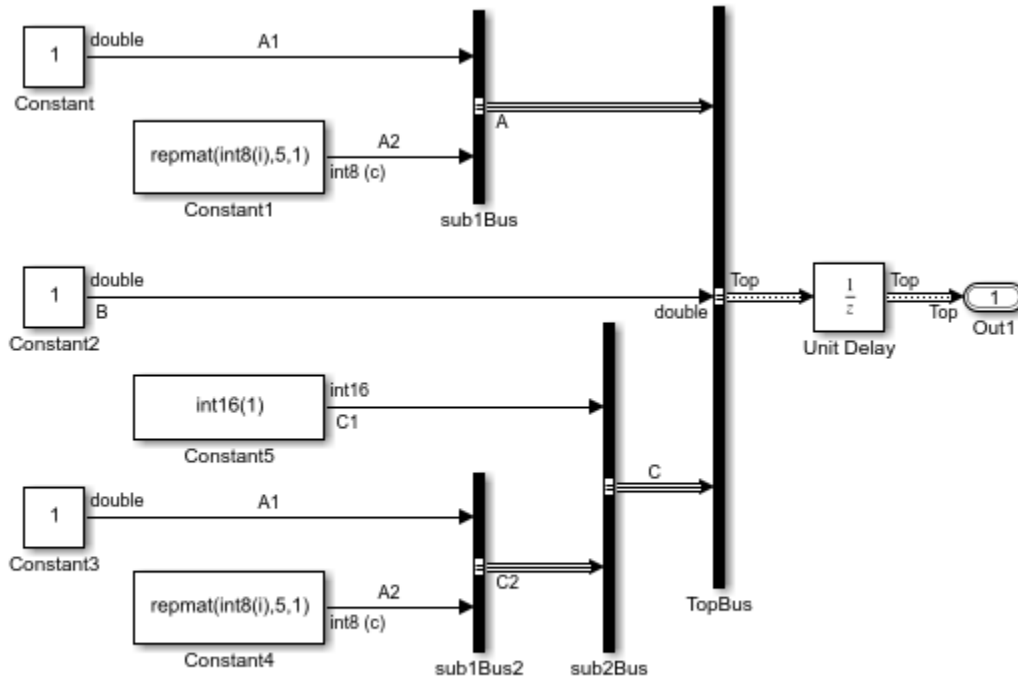 1
double
A1
Constant
repmat(int8(i),5,1)
A2
int8 (c)
Constant1
A
sub1Bus
1
double
B
Constant2
double
Top
1
z
Top
Top
1
Out1
Unit Delay
int16(1)
int16
C1
Constant5
C
1
double
A1
Constant3
repmat(int8(i),5,1)
A2
int8 (c)
Constant4
C2
sub1Bus2
sub2Bus
TopBus